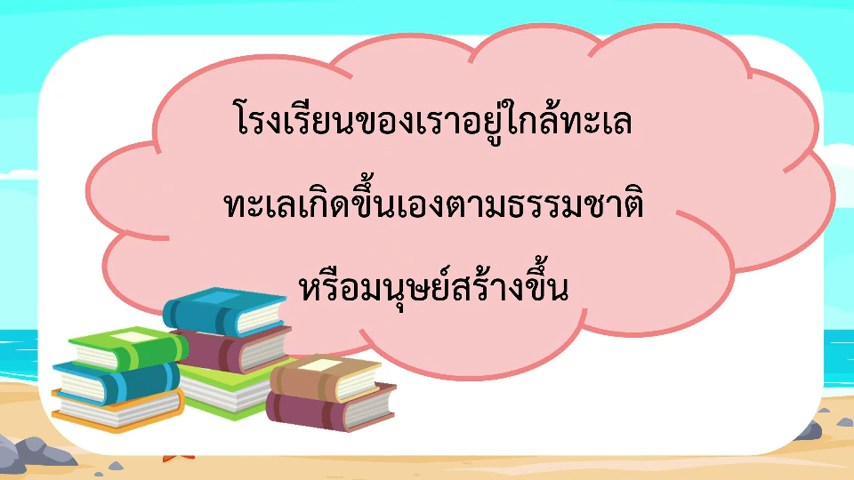 โรงเรียนของเราอยู่ใกล้ทะเล
ทะเลเกิดขึ้นเองตามธรรมชาติ
หรือมนุษย์สร้างขึ้น